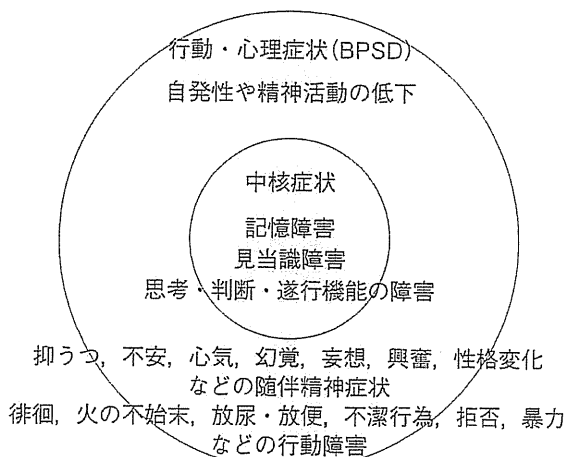 行動・心理症状(BPSD)
自発性や精神活動の低下
中核症状
記憶障害
見当識障害
思考・判断・遂行機能の障害
抑うつ，不安，心気，幻覚，妄想，興奮，性格変化
などの随伴精神症状
徘徊，火の不始末，放尿・放便，不潔行為，拒否，暴力
などの行動障害